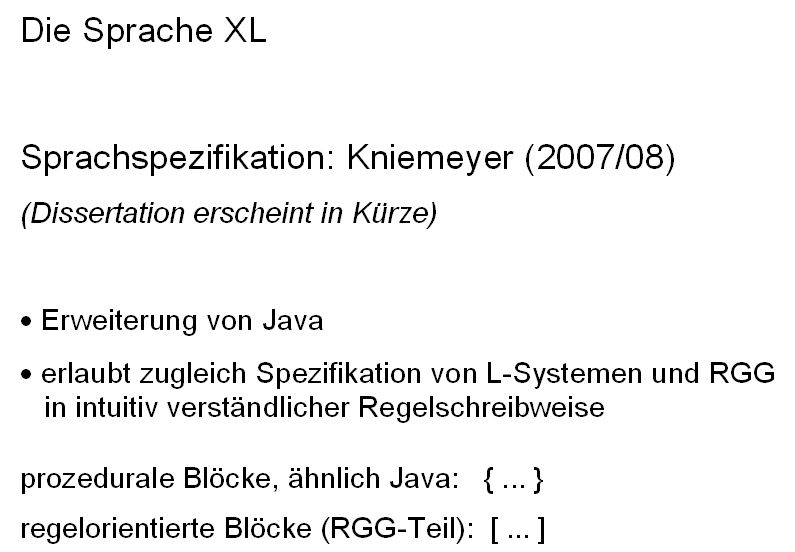 Die Sprache XL
Sprachspezifikation: Kniemeyer (2007/08)
(Dissertation erscheint in Kürze)
• Erweiterung von Java
• erlaubt zugleich Spezifikation von L-Systemen und RGG
in intuitiv verständlicher Regelschreibweise
prozedurale Blöcke, ähnlich Java: { ... }
regelorientierte Blöcke (RGG-Teil): [ ... ]